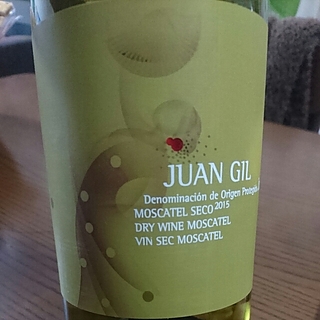 JUAN GIL
Denominación de Origen Protegida
MOSCATEL SECO 2015
DRY WINE MOSCATEL
VIN SEC MOSCATEL